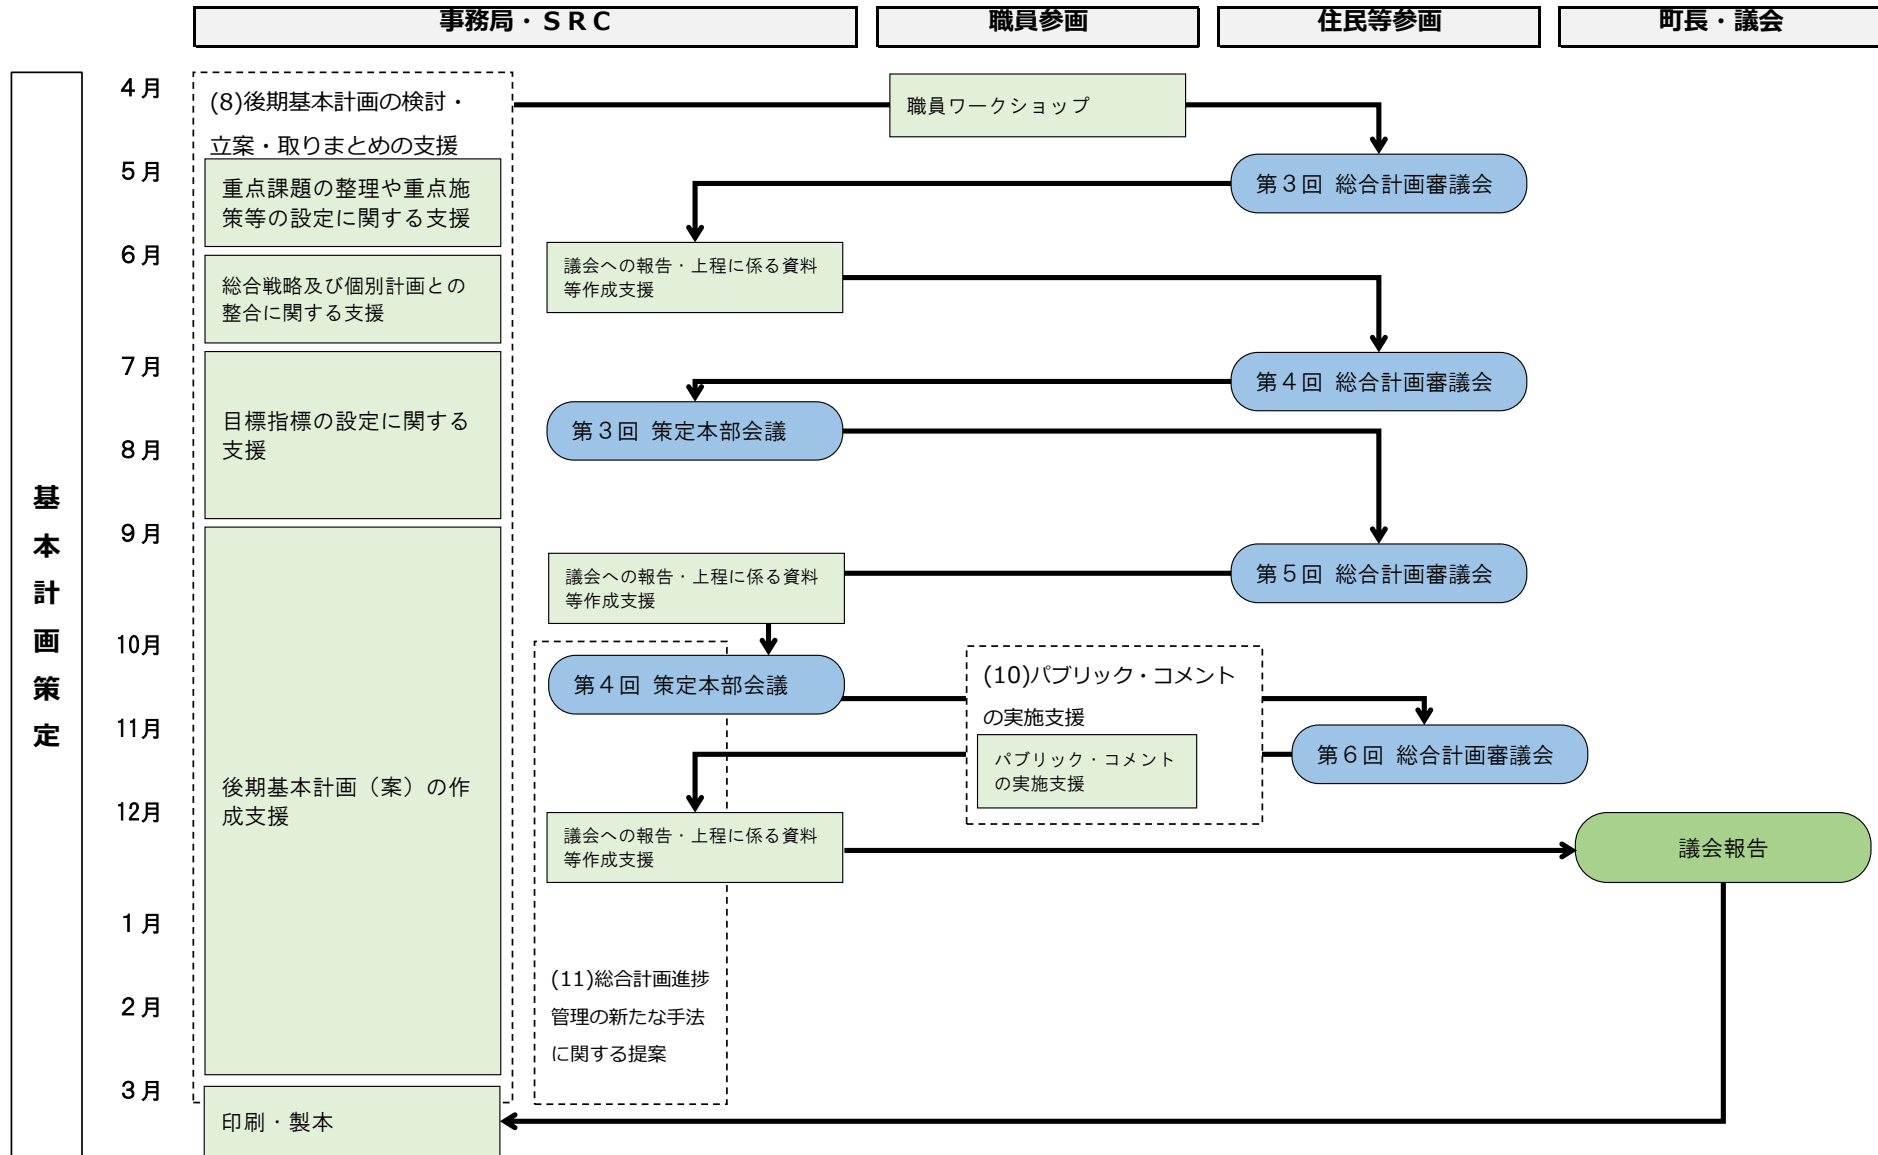 事務局・ＳＲＣ
職員参画
住民等参画
町長・議会
基本計画策定
4月
5月
6月
7月
8月
9月
10月
11月
12月
1月
2月
3月
(8)後期基本計画の検討・
立案・取りまとめの支援
重点課題の整理や重点施
策等の設定に関する支援
総合戦略及び個別計画との
整合に関する支援
目標指標の設定に関する
支援
後期基本計画（案）の作
成支援
印刷・製本
職員ワークショップ
第３回 総合計画審議会
議会への報告・上程に係る資料
等作成支援
第４回 総合計画審議会
第３回 策定本部会議
第５回 総合計画審議会
議会への報告・上程に係る資料
等作成支援
第４回 策定本部会議
(10)パブリック・コメント
の実施支援
パブリック・コメント
の実施支援
第６回 総合計画審議会
議会への報告・上程に係る資料
等作成支援
議会報告
(11)総合計画進捗
管理の新たな手法
に関する提案